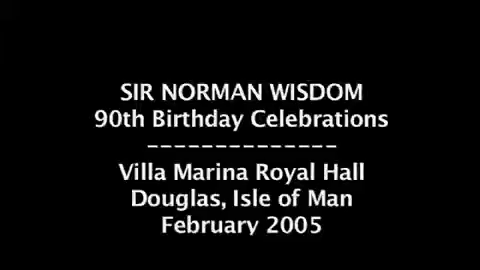 SIR NORMAN WISDOM
90th Birthday Celebrations
--------------
Villa Marina Royal Hall
Douglas, Isle of Man
February 2005